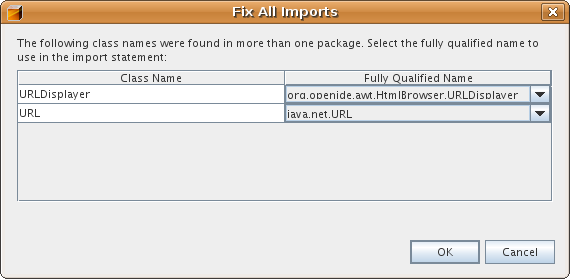 Fix All Imports
The following class names were found in more than one package. Select the fully qualified name to
use in the import statement:
Class Name Fully Qualified Name
URLDisplayer org.openide.awt.HtmlBrowser.URLDisplayer
URL java.net.URL
OK Cancel